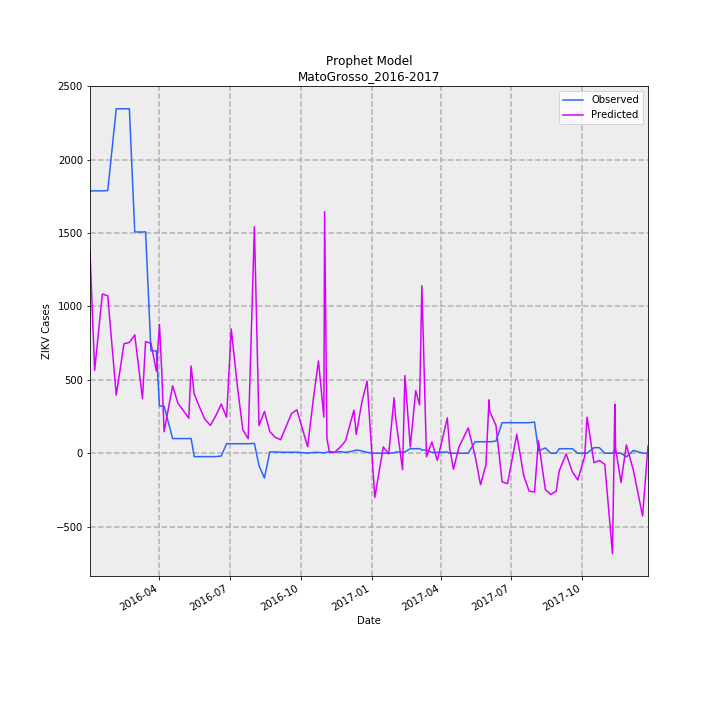 Prophet Model
MatoGrosso_2016-2017
Observed
Predicted
2500
2000
1500
1000
500
0
−500
ZIKV Cases
2016-04
2016-07
2016-10
2017-01
2017-04
2017-07
2017-10
Date